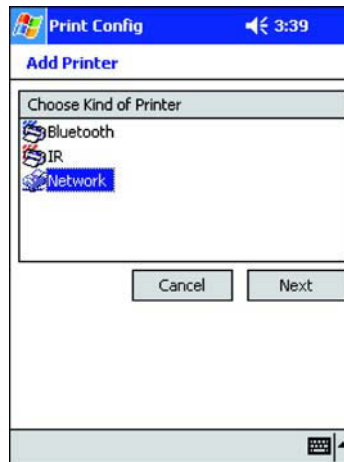 Print Config 3:39
Add Printer
Choose Kind of Printer
Bluetooth
IR
Network
Cancel Next